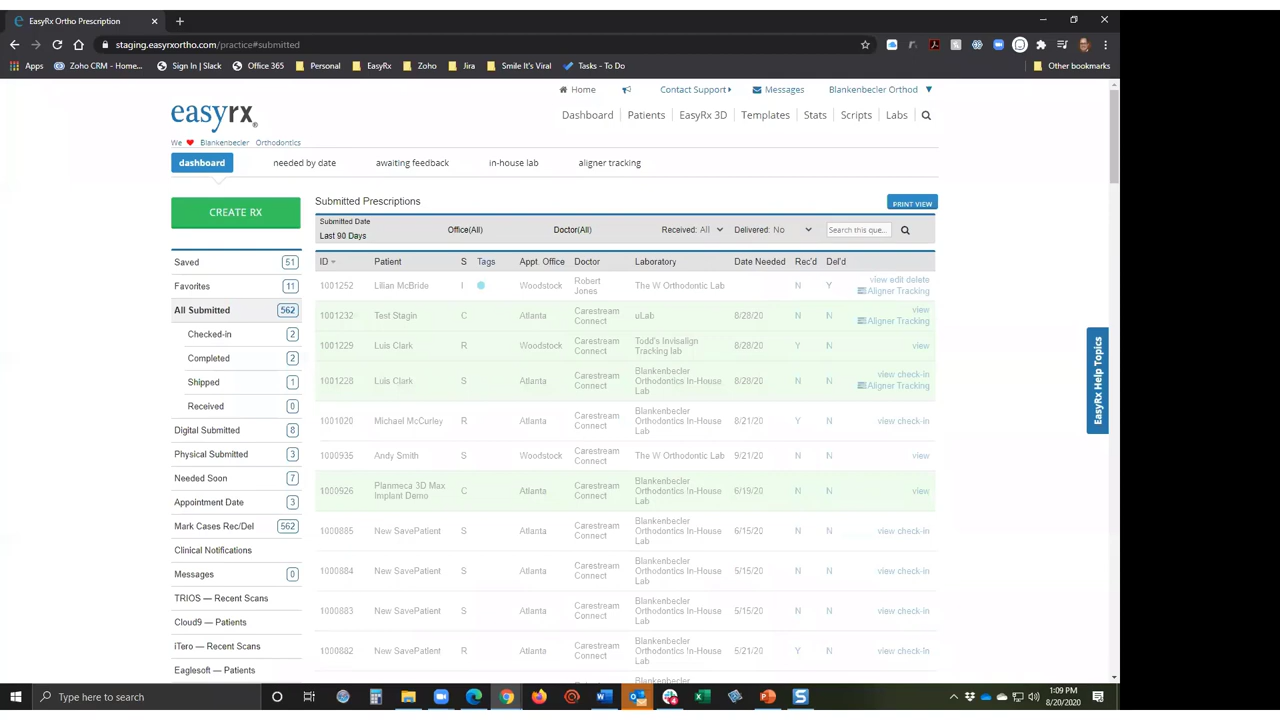 EasyRx Ortho Prescription
staging.easyrxortho.com/practice#submitted
Apps Zoho CRM - Home... Sign In | Slack Office 365 Personal EasyRx Zoho Jira Smile It's Viral Tasks - To Do Other bookmarks
Home Contact Support Messages Blankenbecler Orthod
easyrx®
Dashboard Patients EasyRx 3D Templates Stats Scripts Labs
We Blankenbecler Orthodontics
dashboard needed by date awaiting feedback in-house lab aligner tracking
CREATE RX
Saved 51
Favorites 11
All Submitted 562
Checked-in 2
Completed 2
Shipped 1
Received 0
Digital Submitted 8
Physical Submitted 3
Needed Soon 7
Appointment Date 3
Mark Cases Rec/Del 562
Clinical Notifications
Messages 0
TRIOS — Recent Scans
Cloud9 — Patients
iTero — Recent Scans
Eaglesoft — Patients
Submitted Prescriptions
PRINT VIEW
Submitted Date
Last 90 Days
Office(All) Doctor(All) Received: All Delivered: No Search this que...
ID Patient S Tags Appt. Office Doctor Laboratory Date Needed Rec'd Del'd
1001252 Lilian McBride I Woodstock Robert Jones The W Orthodontic Lab N Y view edit delete
Aligner Tracking
1001232 Test Stagin C Atlanta Carestream Connect uLab 8/28/20 N N view
Aligner Tracking
1001229 Luis Clark R Woodstock Carestream Connect Todd's Invisalign Tracking lab 8/28/20 Y N view
1001228 Luis Clark S Atlanta Carestream Connect Blankenbecler Orthodontics In-House Lab 8/28/20 N N view check-in
Aligner Tracking
1001020 Michael McCurley R Atlanta Carestream Connect Blankenbecler Orthodontics In-House Lab 8/21/20 Y N view check-in
1000935 Andy Smith S Woodstock Carestream Connect The W Orthodontic Lab 9/21/20 N N view
1000926 Planmeca 3D Max Implant Demo C Atlanta Carestream Connect Blankenbecler Orthodontics In-House Lab 6/19/20 N N view
1000885 New SavePatient S Atlanta Carestream Connect Blankenbecler Orthodontics In-House Lab 6/15/20 N N view check-in
1000884 New SavePatient S Atlanta Carestream Connect Blankenbecler Orthodontics In-House Lab 5/15/20 N N view check-in
1000883 New SavePatient S Atlanta Carestream Connect Blankenbecler Orthodontics In-House Lab 5/15/20 N N view check-in
1000882 New SavePatient R Atlanta Carestream Connect Blankenbecler Orthodontics In-House Lab 5/21/20 Y N view check-in
EasyRx Help Topics
Type here to search
1:09 PM
8/20/2020